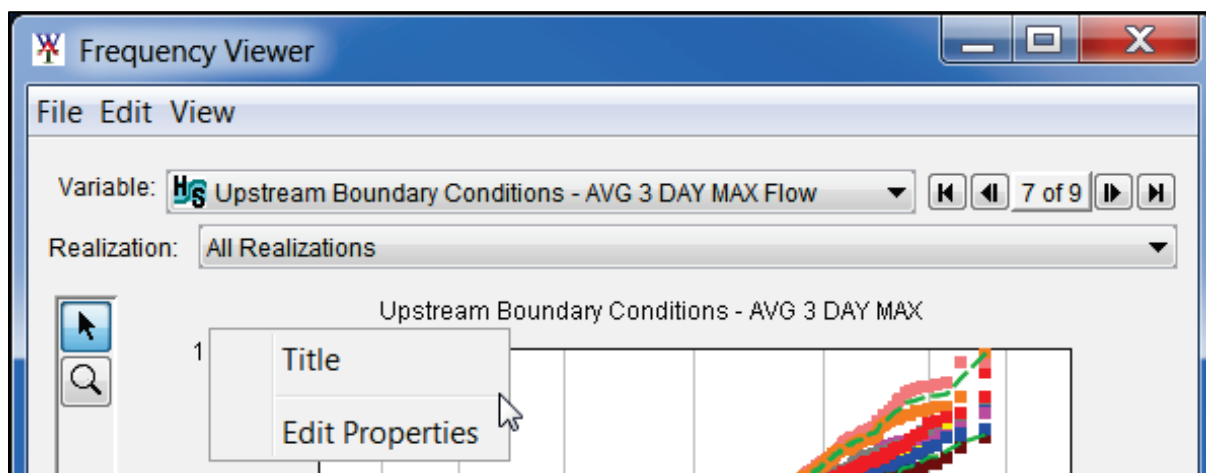 Frequency Viewer
File Edit View
Variable: HS Upstream Boundary Conditions - AVG 3 DAY MAX Flow 7 of 9
Realization: All Realizations
Upstream Boundary Conditions - AVG 3 DAY MAX
1
Title
Edit Properties